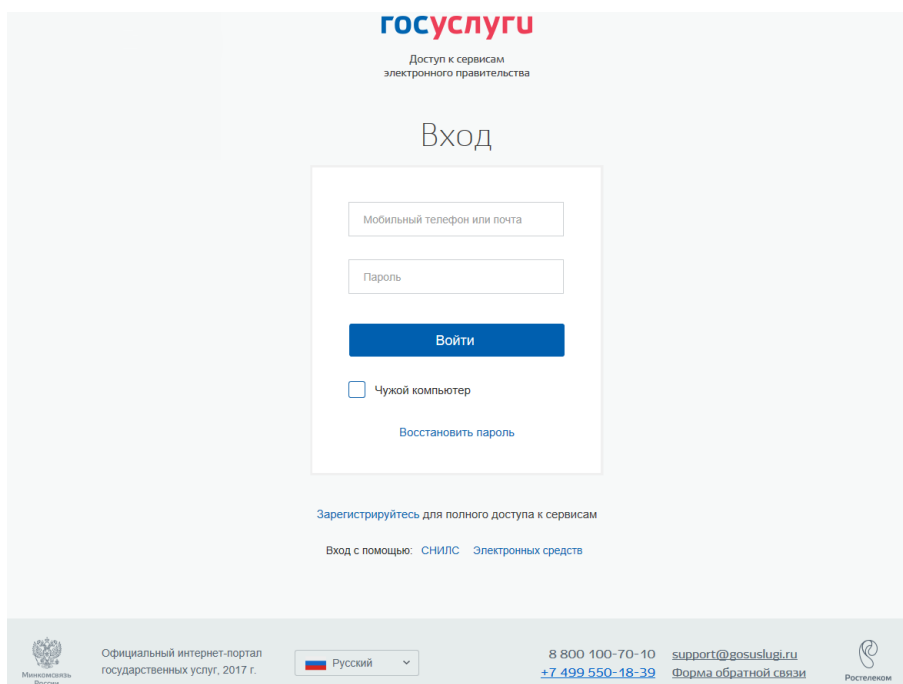 госуслуги
Доступ к сервисам
электронного правительства
Вход
Мобильный телефон или почта
Пароль
Войти
Чужой компьютер
Восстановить пароль
Зарегистрируйтесь для полного доступа к сервисам
Вход с помощью: СНИЛС Электронных средств
Минкомсвязь
России
Официальный интернет-портал
государственных услуг, 2017 г.
Русский
8 800 100-70-10
+7 499 550-18-39
support@gosuslugi.ru
Форма обратной связи
Ростелеком